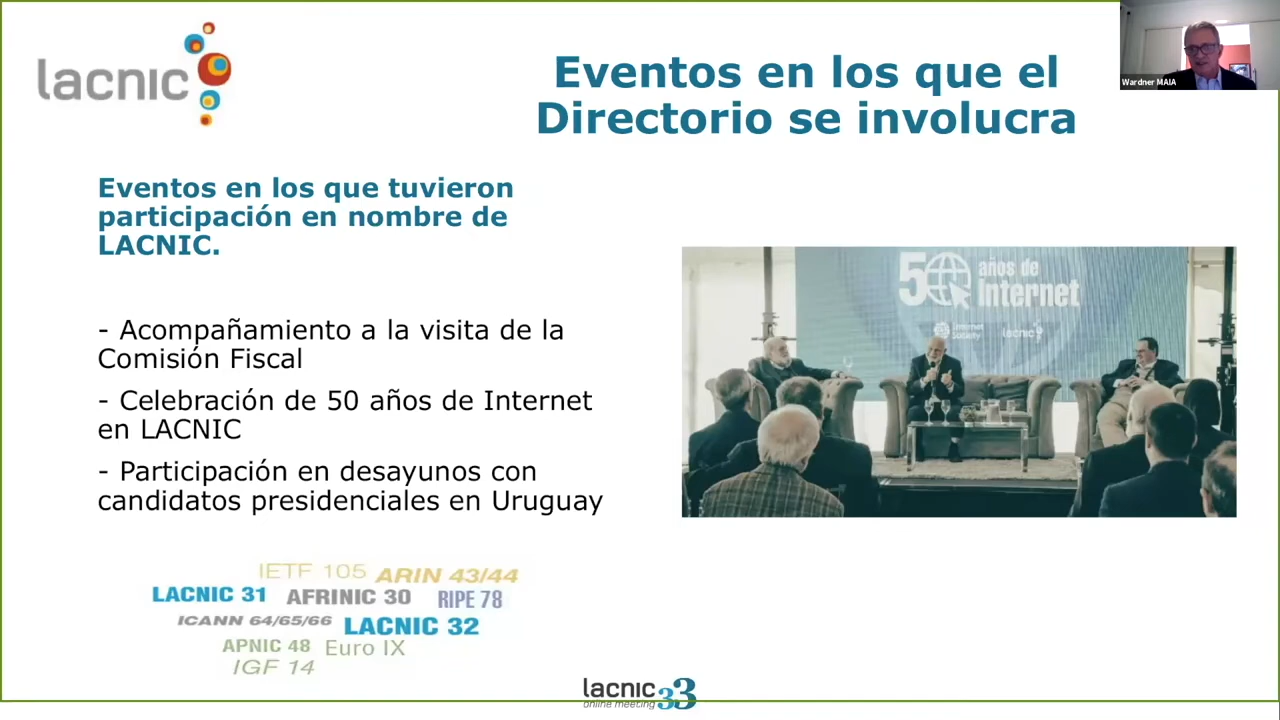 lacnic
Eventos en los que el
Directorio se involucra
Wardner MAIA
Eventos en los que tuvieron
participación en nombre de
LACNIC.
- Acompañamiento a la visita de la
Comisión Fiscal
- Celebración de 50 años de Internet
en LACNIC
- Participación en desayunos con
candidatos presidenciales en Uruguay
50 años de
Internet
Internet
Society
lacnic
IETF 105 ARIN 43/44
LACNIC 31 AFRINIC 30 RIPE 78
ICANN 64/65/66 LACNIC 32
APNIC 48 Euro IX
IGF 14
lacnic 33
online meeting